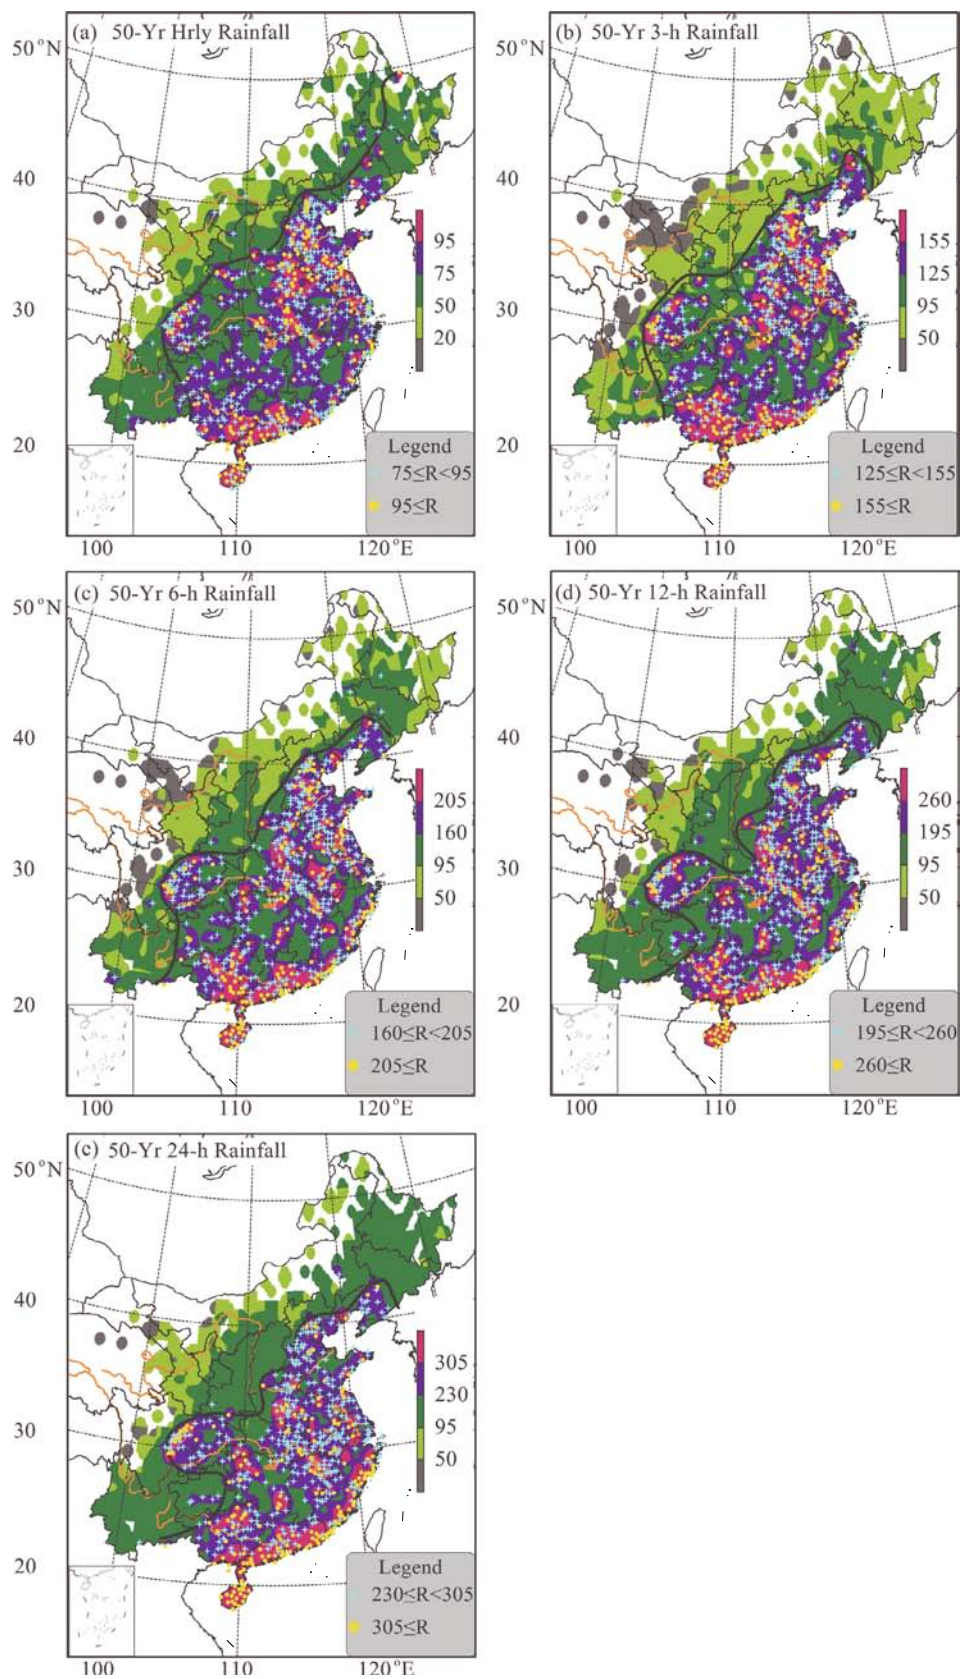 (a) 50-Yr Hrly Rainfall
50°N
40
30
20
95
75
50
20
Legend
75≤R<95
95≤R
100 110 120°E
(b) 50-Yr 3-h Rainfall
50°N
40
30
20
155
125
95
50
Legend
125≤R<155
155≤R
100 110 120°E
(c) 50-Yr 6-h Rainfall
50°N
40
30
20
205
160
95
50
Legend
160≤R<205
205≤R
100 110 120°E
(d) 50-Yr 12-h Rainfall
50°N
40
30
20
260
195
95
50
Legend
195≤R<260
260≤R
100 110 120°E
(e) 50-Yr 24-h Rainfall
50°N
40
30
20
305
230
95
50
Legend
230≤R<305
305≤R
100 110 120°E